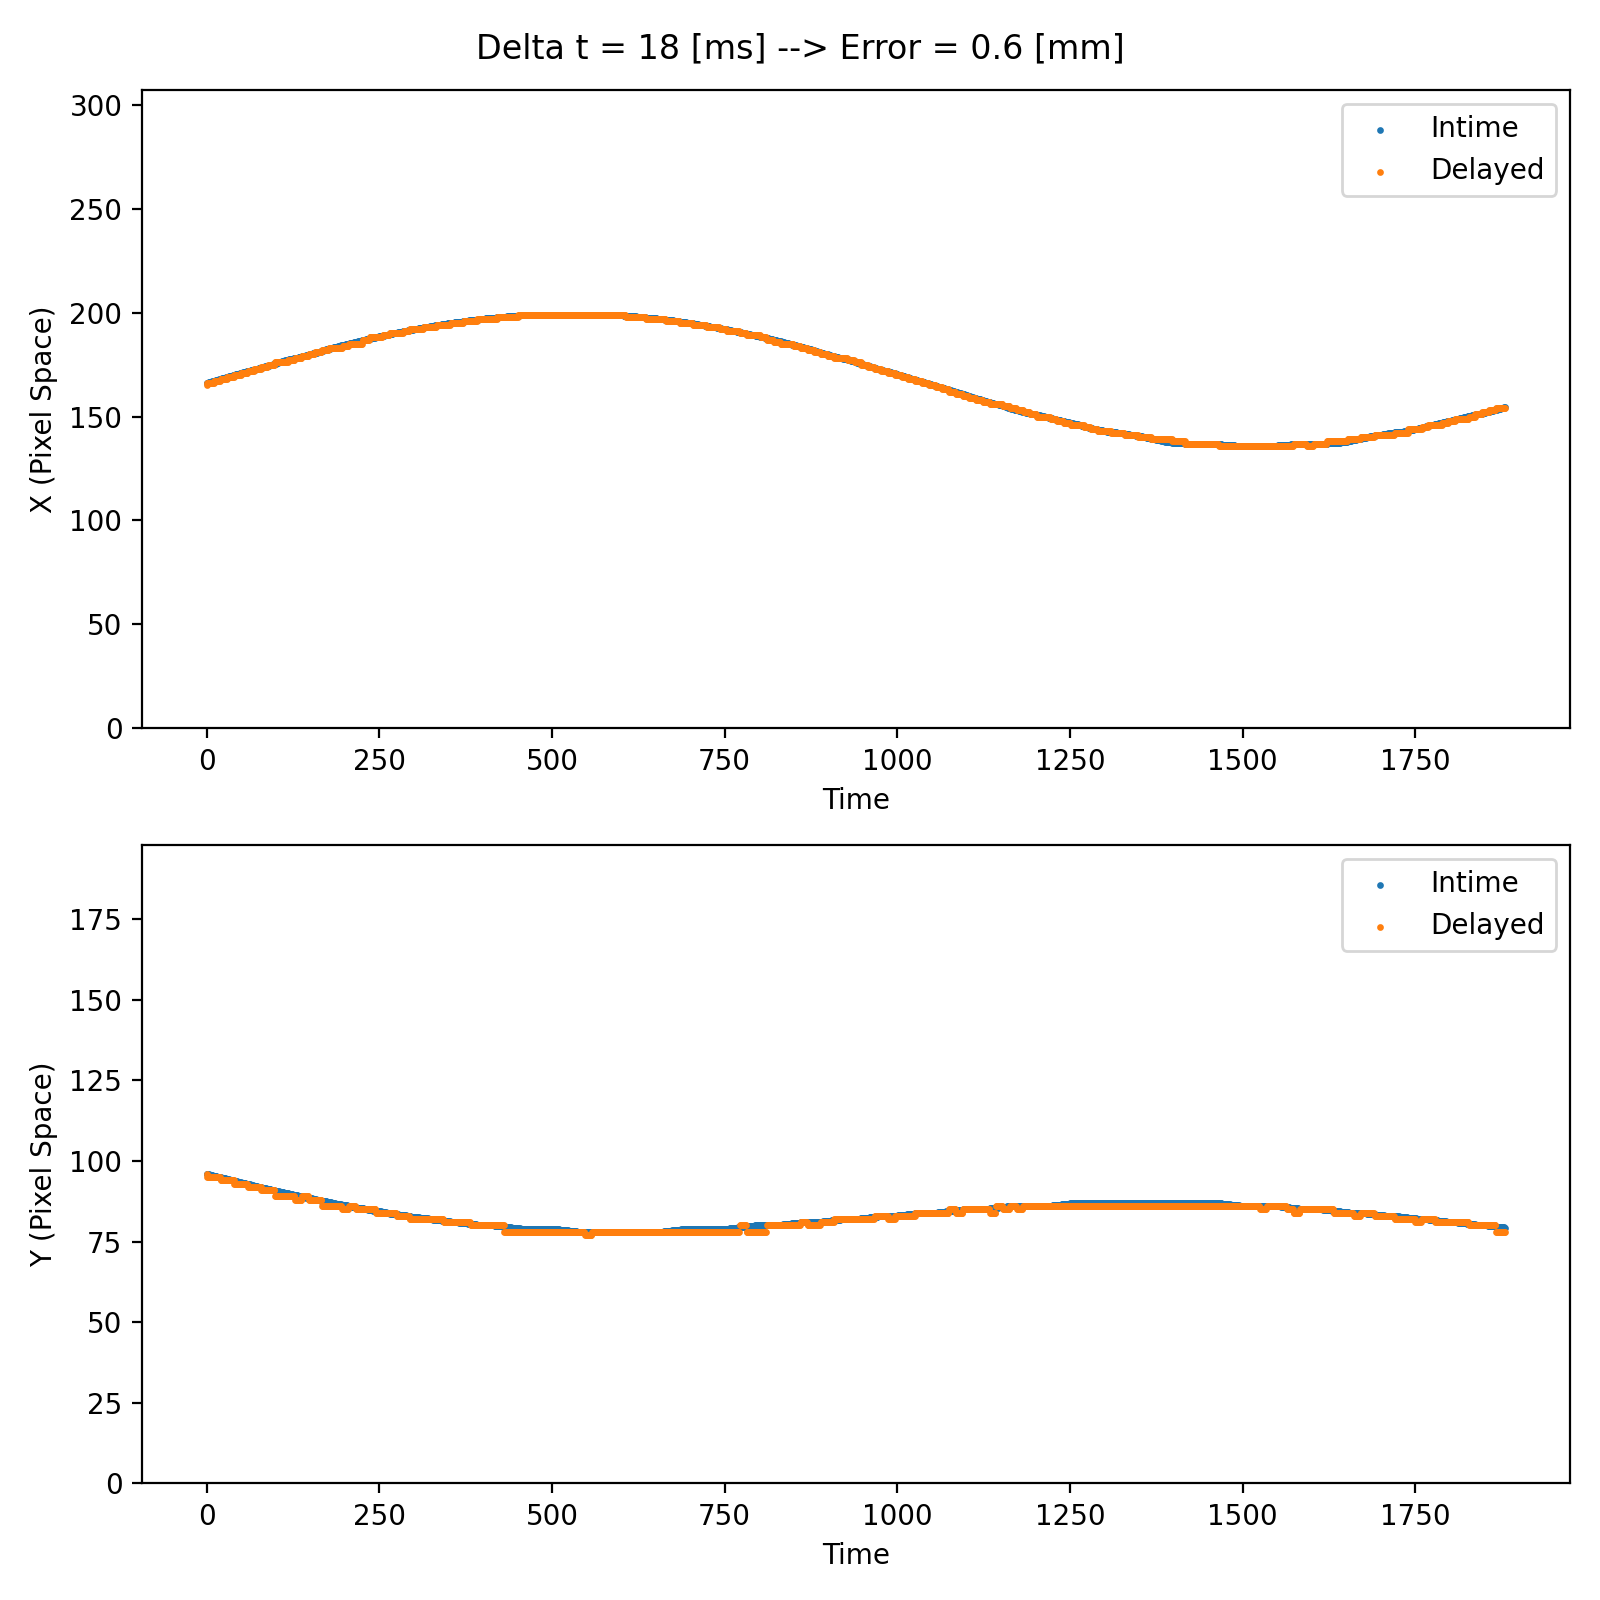 Delta t = 18 [ms] --> Error = 0.6 [mm]
300
250
200
150
100
50
0
X (Pixel Space)
Intime
Delayed
0 250 500 750 1000 1250 1500 1750
Time
175
150
125
100
75
50
25
0
Y (Pixel Space)
Intime
Delayed
0 250 500 750 1000 1250 1500 1750
Time